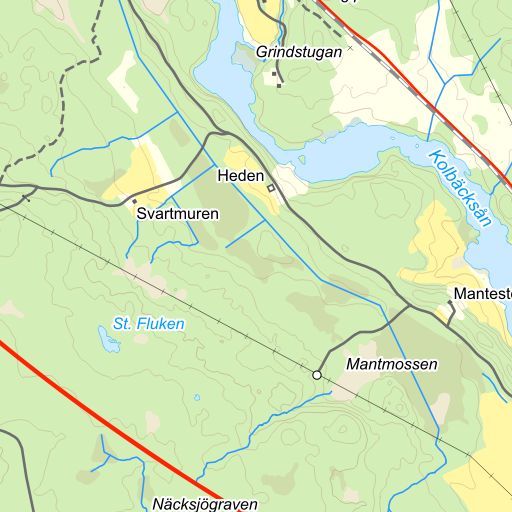 Grindstugan
Kolbäcksån
Heden
Svartmuren
St. Fluken
Mantmossen
Näcksjögraven